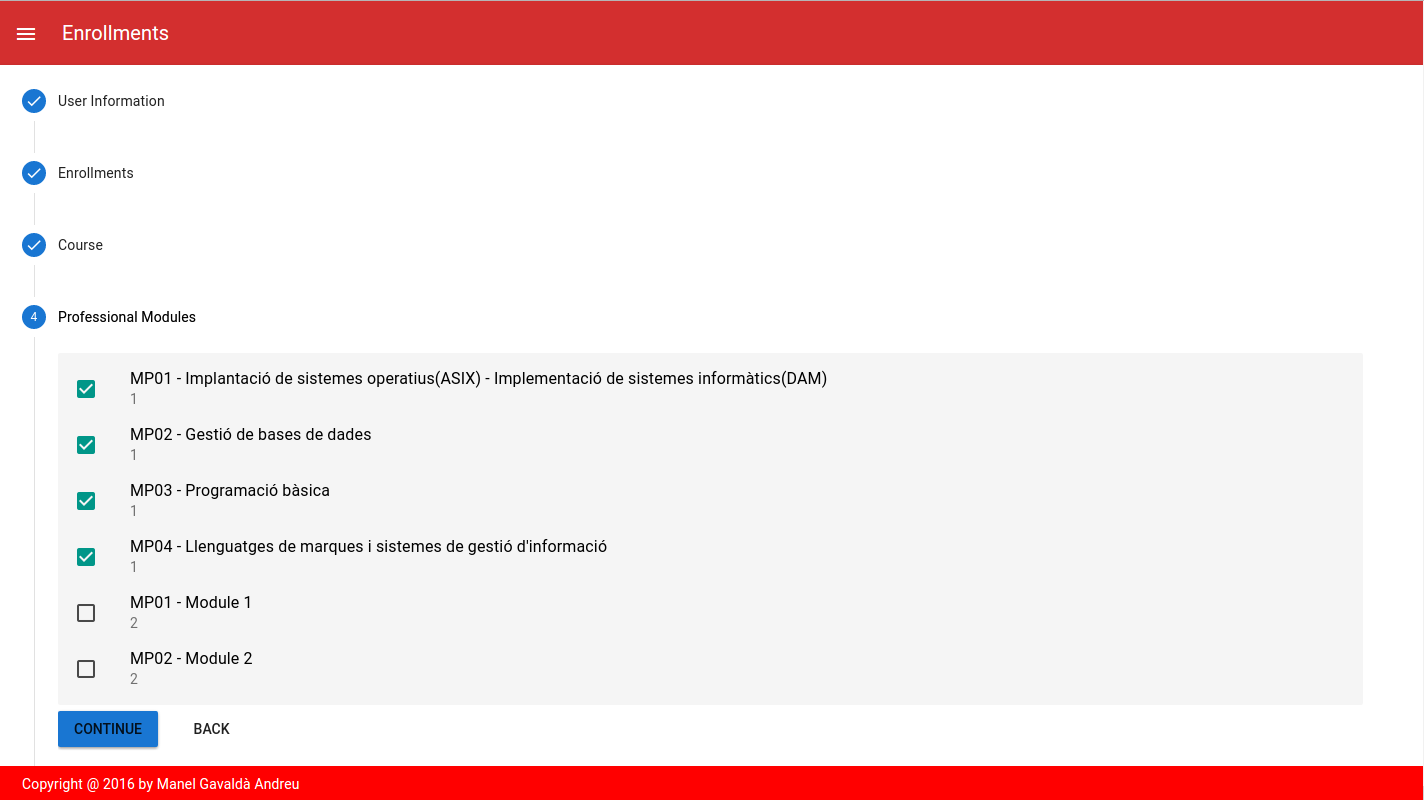 Enrollments
User Information
Enrollments
Course
4
Professional Modules
MP01 - Implantació de sistemes operatius(ASIX) - Implementació de sistemes informàtics(DAM)
1
MP02 - Gestió de bases de dades
1
MP03 - Programació bàsica
1
MP04 - Llenguatges de marques i sistemes de gestió d'informació
1
MP01 - Module 1
2
MP02 - Module 2
2
CONTINUE BACK
Copyright @ 2016 by Manel Gavaldà Andreu